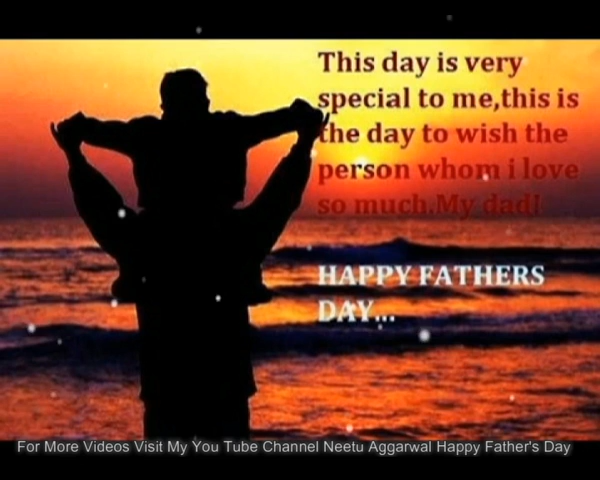 This day is very
special to me,this is
the day to wish the
person whom i love
so much.My dad!
HAPPY FATHERS
DAY...
For More Videos Visit My You Tube Channel Neetu Aggarwal Happy Father's Day